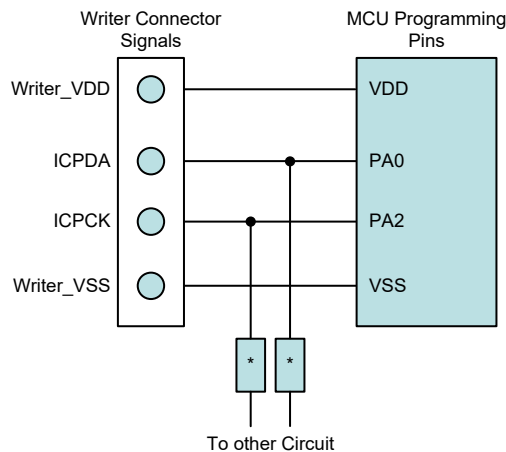 Writer Connector
Signals
MCU Programming
Pins
Writer_VDD
VDD
ICPDA
PA0
ICPCK
PA2
Writer_VSS
VSS
*
*
To other Circuit